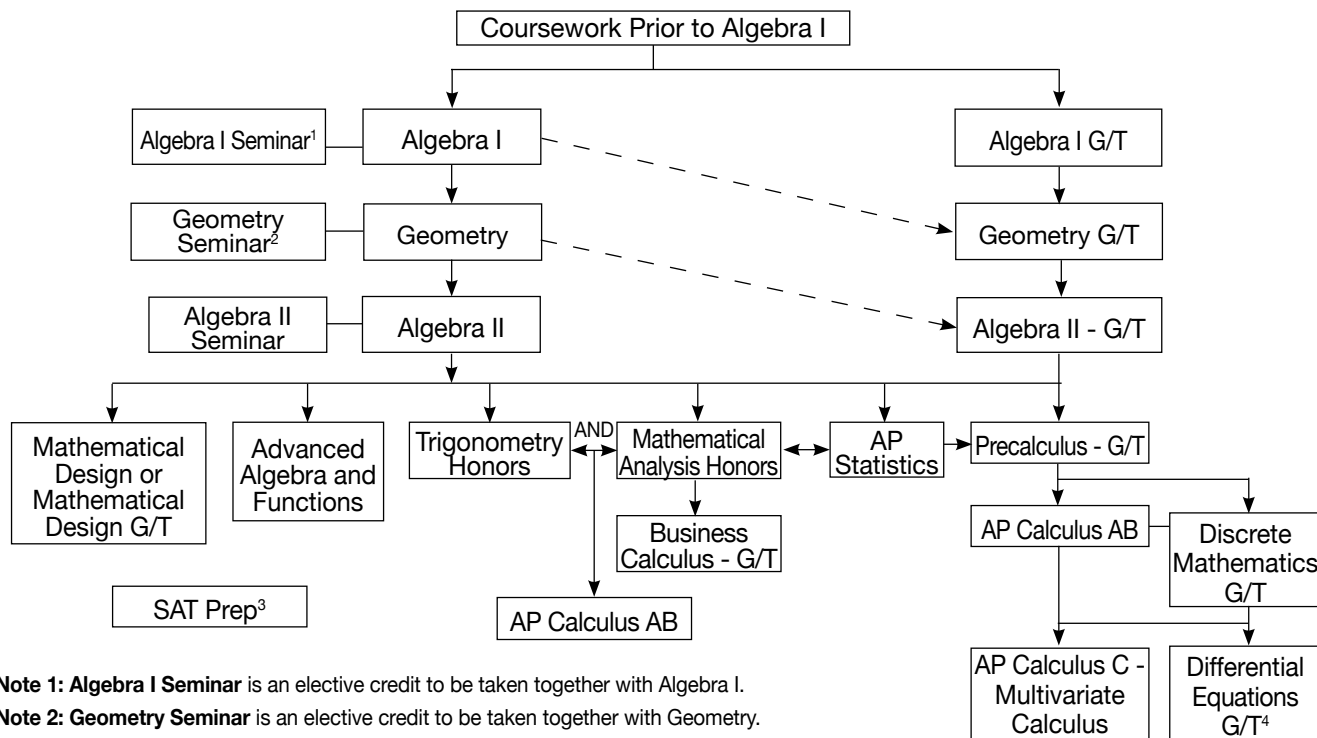 Coursework Prior to Algebra I
Algebra I Seminar¹
Algebra I
Algebra I G/T
Geometry
Seminar²
Geometry
Geometry G/T
Algebra II
Seminar
Algebra II
Algebra II - G/T
Mathematical
Design or
Mathematical
Design G/T
Advanced
Algebra and
Functions
Trigonometry
Honors
AND
Mathematical
Analysis Honors
AP
Statistics
Precalculus - G/T
Business
Calculus - G/T
AP Calculus AB
Discrete
Mathematics
G/T
SAT Prep³
AP Calculus AB
AP Calculus C -
Multivariate
Calculus
Differential
Equations
G/T⁴
Note 1: Algebra I Seminar is an elective credit to be taken together with Algebra I.
Note 2: Geometry Seminar is an elective credit to be taken together with Geometry.